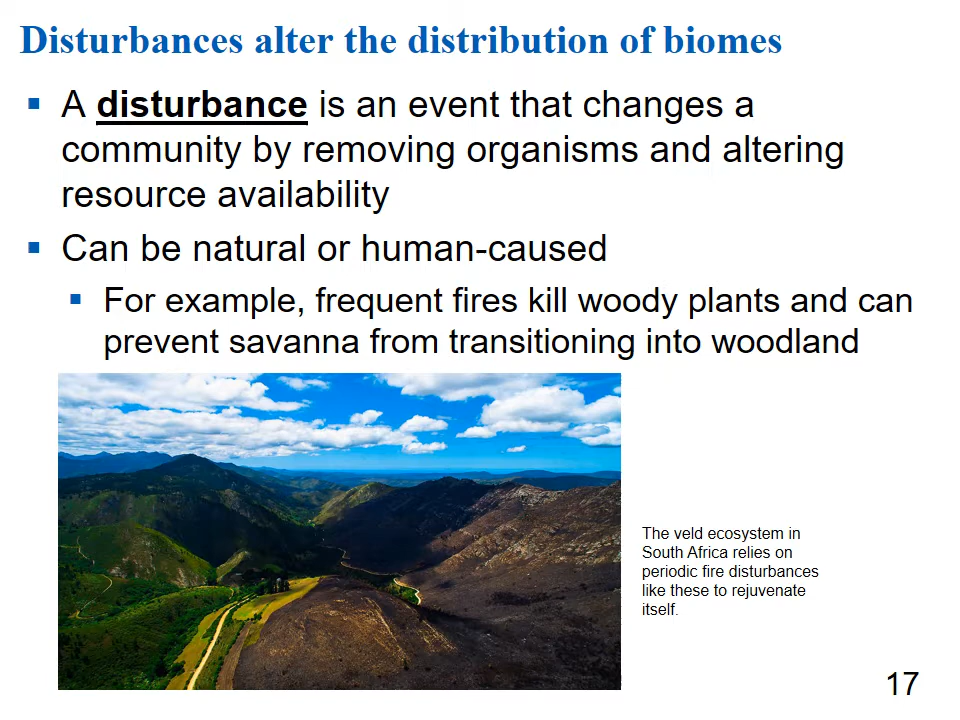 Disturbances alter the distribution of biomes
A disturbance is an event that changes a
community by removing organisms and altering
resource availability
Can be natural or human-caused
For example, frequent fires kill woody plants and can
prevent savanna from transitioning into woodland
The veld ecosystem in
South Africa relies on
periodic fire disturbances
like these to rejuvenate
itself.
17